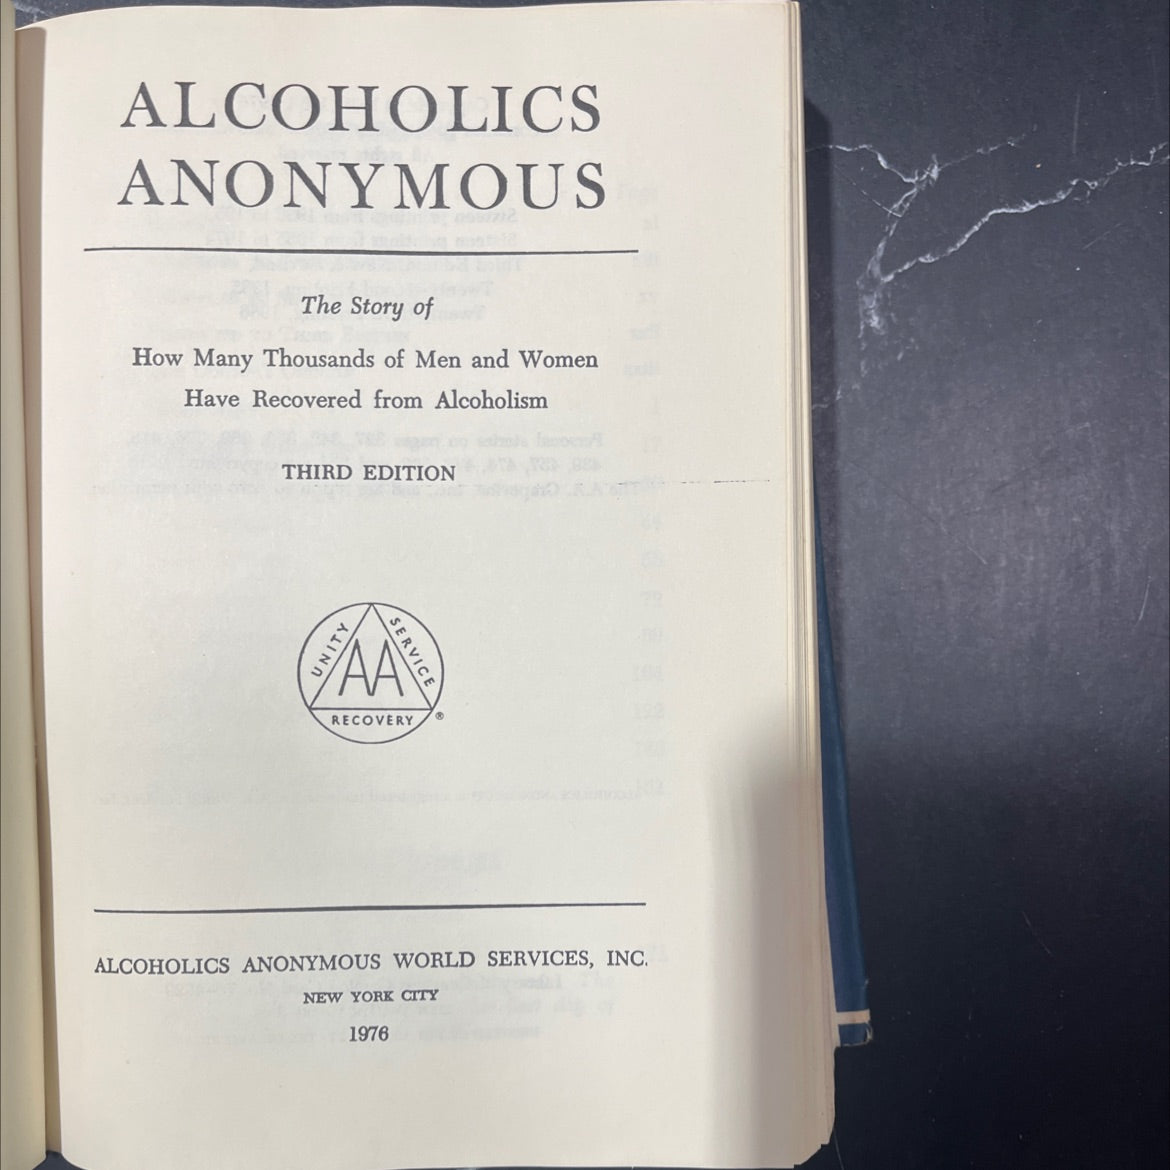 ALCOHOLICS
ANONYMOUS
The Story of
How Many Thousands of Men and Women
Have Recovered from Alcoholism
THIRD EDITION
UNITY
SERVICE
AA
RECOVERY ®
ALCOHOLICS ANONYMOUS WORLD SERVICES, INC.
NEW YORK CITY
1976